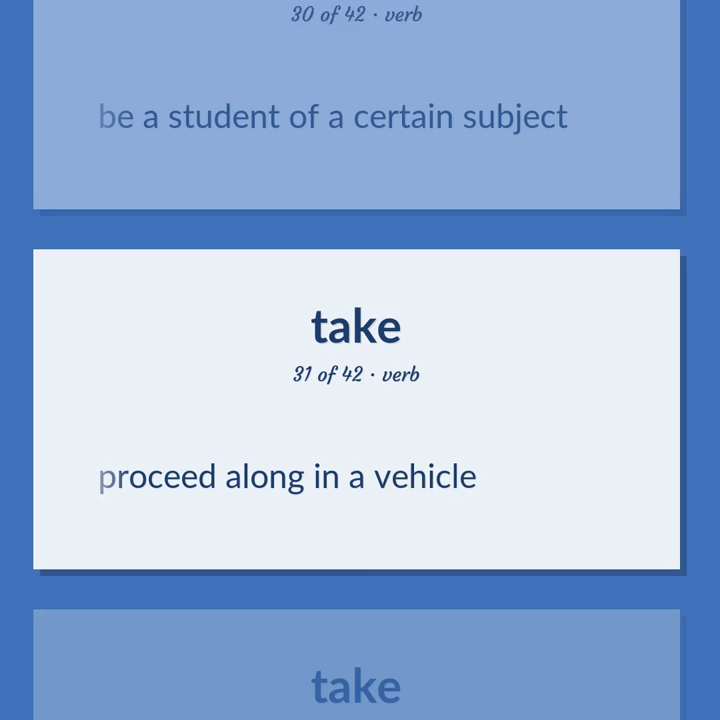 30 of 42 · verb
be a student of a certain subject
take
31 of 42 · verb
proceed along in a vehicle
take